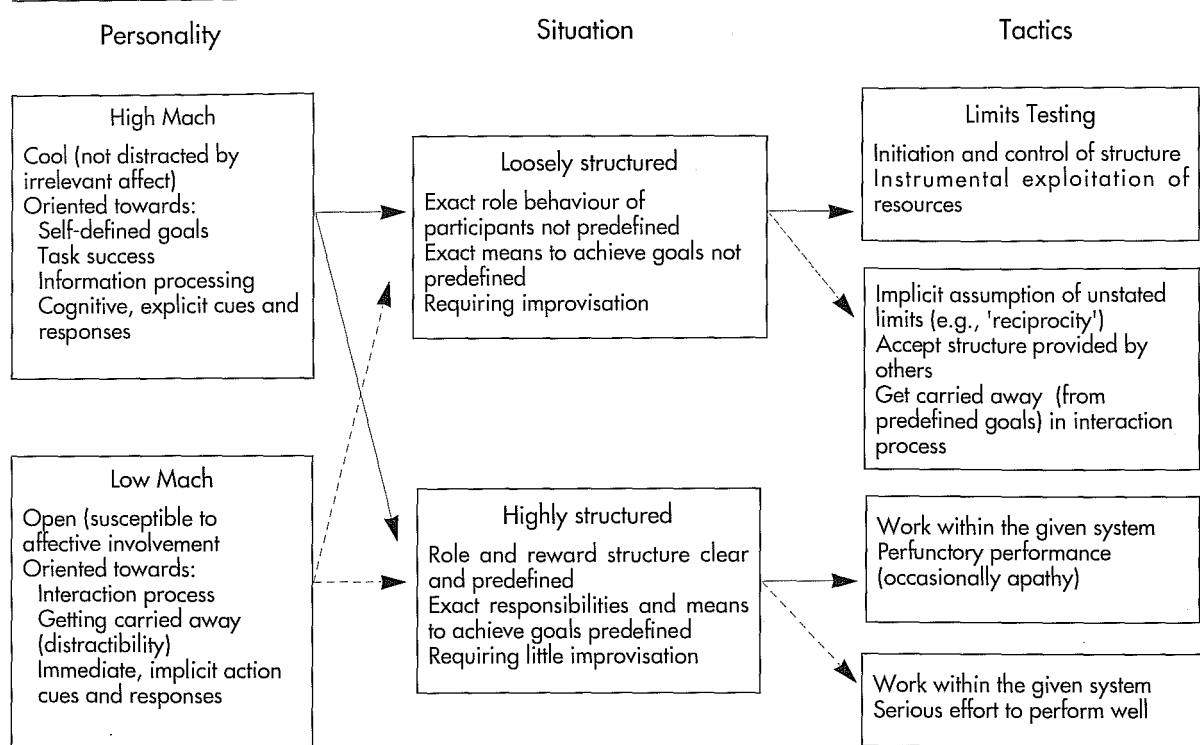 Personality
Situation
Tactics
High Mach
Cool (not distracted by
irrelevant affect)
Oriented towards:
Self-defined goals
Task success
Information processing
Cognitive, explicit cues and
responses
Low Mach
Open (susceptible to
affective involvement
Oriented towards:
Interaction process
Getting carried away
(distractibility)
Immediate, implicit action
cues and responses
Loosely structured
Exact role behaviour of
participants not predefined
Exact means to achieve goals not
predefined
Requiring improvisation
Highly structured
Role and reward structure clear
and predefined
Exact responsibilities and means
to achieve goals predefined
Requiring little improvisation
Limits Testing
Initiation and control of structure
Instrumental exploitation of
resources
Implicit assumption of unstated
limits (e.g., 'reciprocity')
Accept structure provided by
others
Get carried away (from
predefined goals) in interaction
process
Work within the given system
Perfunctory performance
(occasionally apathy)
Work within the given system
Serious effort to perform well